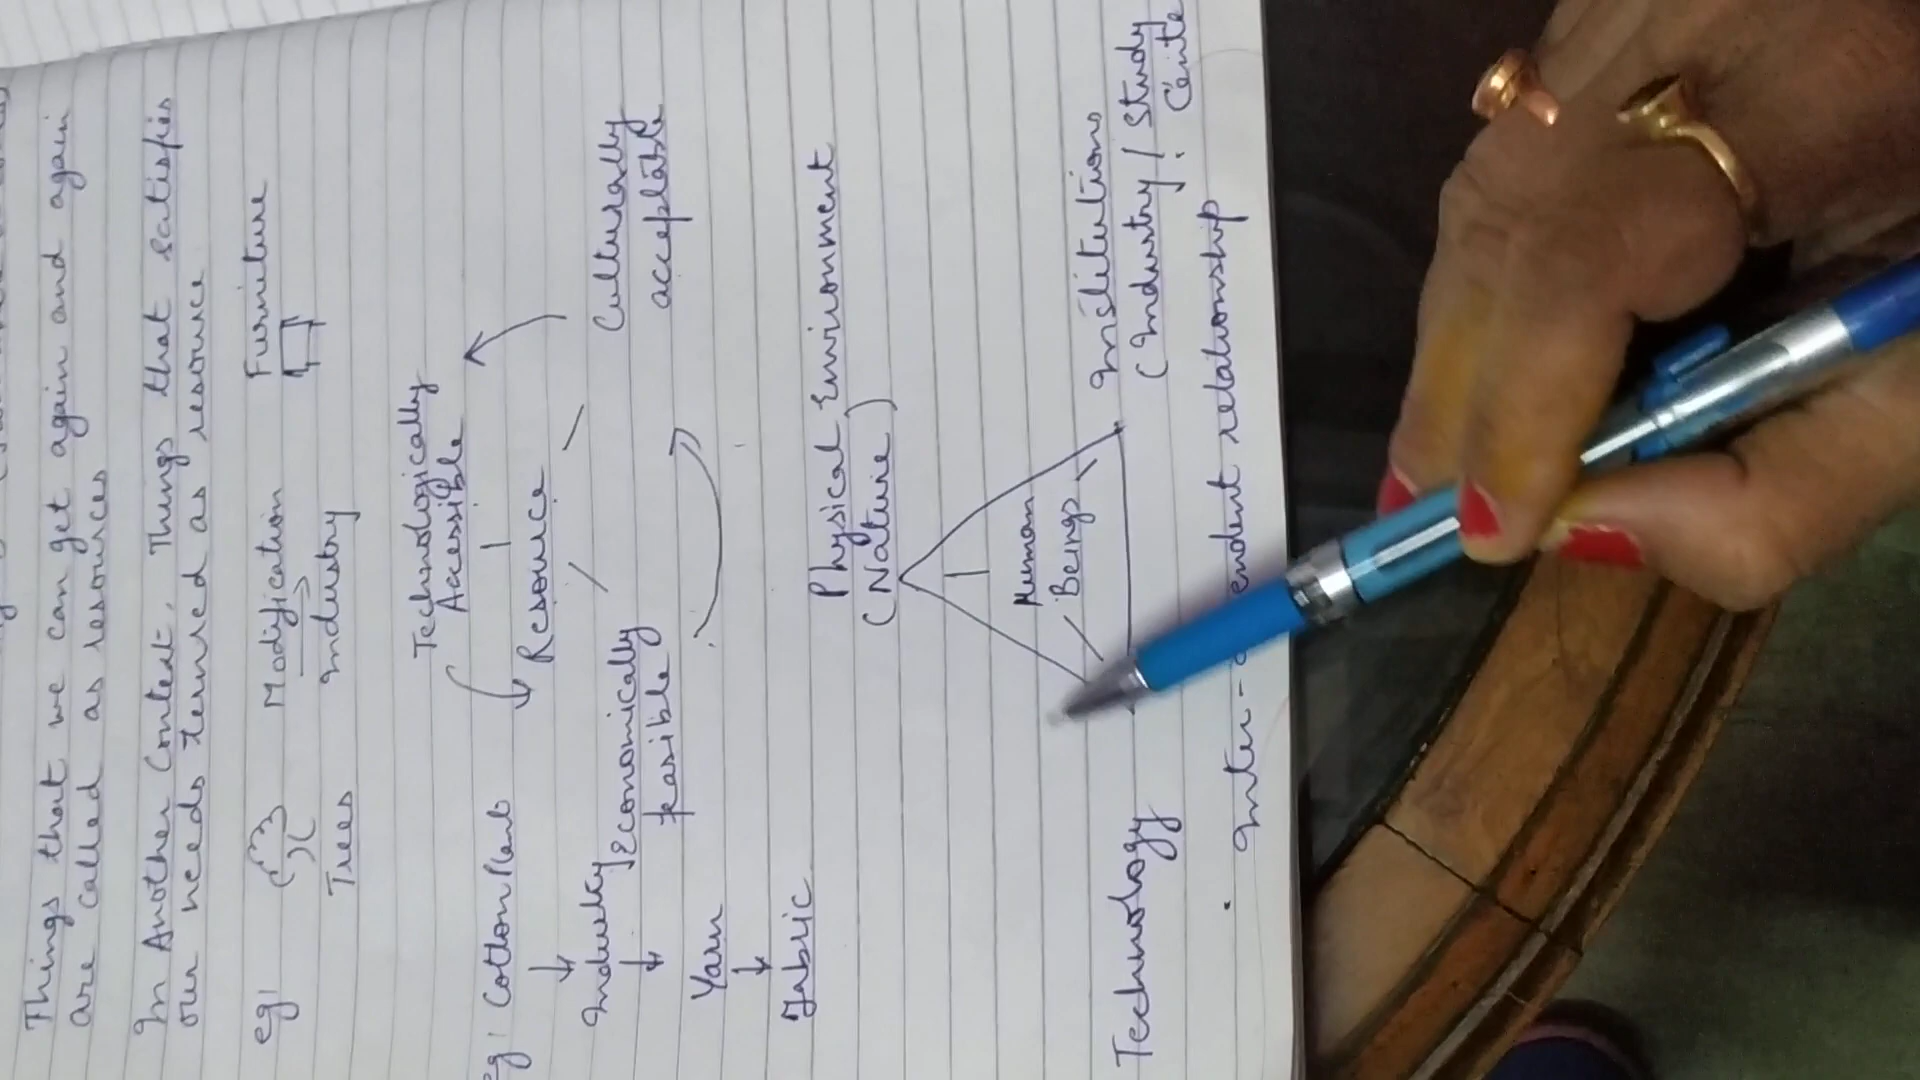 Things that we can get again and again
are called as resources
In Another Context, Things that satisfies
our needs termed as resource
eg: Trees Modification Industry Furniture
Technologically
Accessible
Resource
Economically
feasible
Culturally
acceptable
Eg: Cotton Plant
Industry
Yarn
Fabric
Physical Environment
(Nature)
Human
Beings
Technology
Institutions
(Industry / Study
Inter- endent relationship